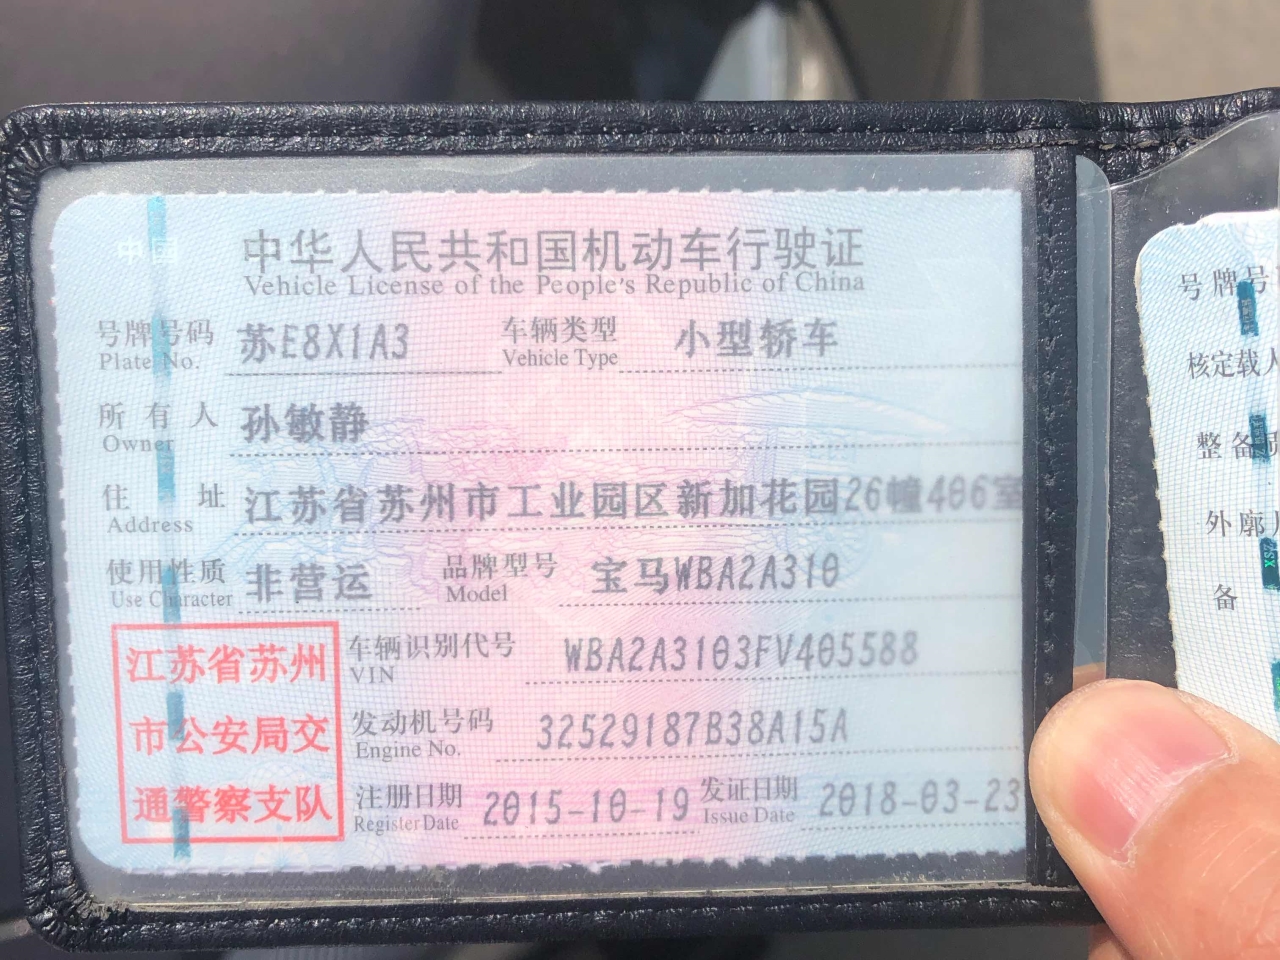 中国
中华人民共和国机动车行驶证
Vehicle License of the People's Republic of China
号牌号码 苏E8X1A3 车辆类型 小型轿车
Plate No. Vehicle Type
所有人 孙敏静
Owner
住址 江苏省苏州市工业园区新加花园26幢406室
Address
使用性质 非营运 品牌型号 宝马WBA2A310
Use Character Model
车辆识别代号 WBA2A3103FV405588
VIN
发动机号码 32529187B38A15A
Engine No.
注册日期 2015-10-19 发证日期 2018-03-23
Register Date Issue Date
江苏省苏州
市公安局交
通警察支队
号牌号
核定载人
整备质
外廓
备